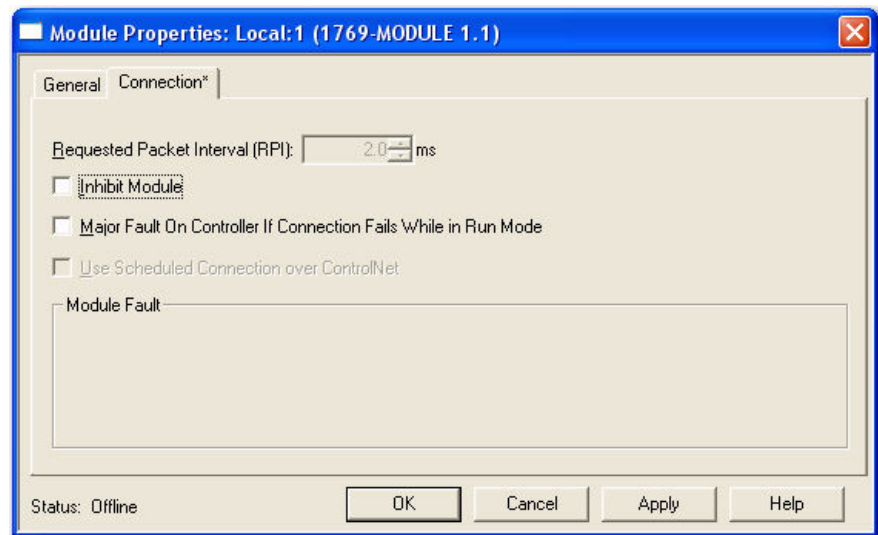 Module Properties: Local:1 (1769-MODULE 1.1)
General Connection*
Requested Packet Interval (RPI): 2.0 ms
Inhibit Module
Major Fault On Controller If Connection Fails While in Run Mode
Use Scheduled Connection over ControlNet
Module Fault
Status: Offline OK Cancel Apply Help